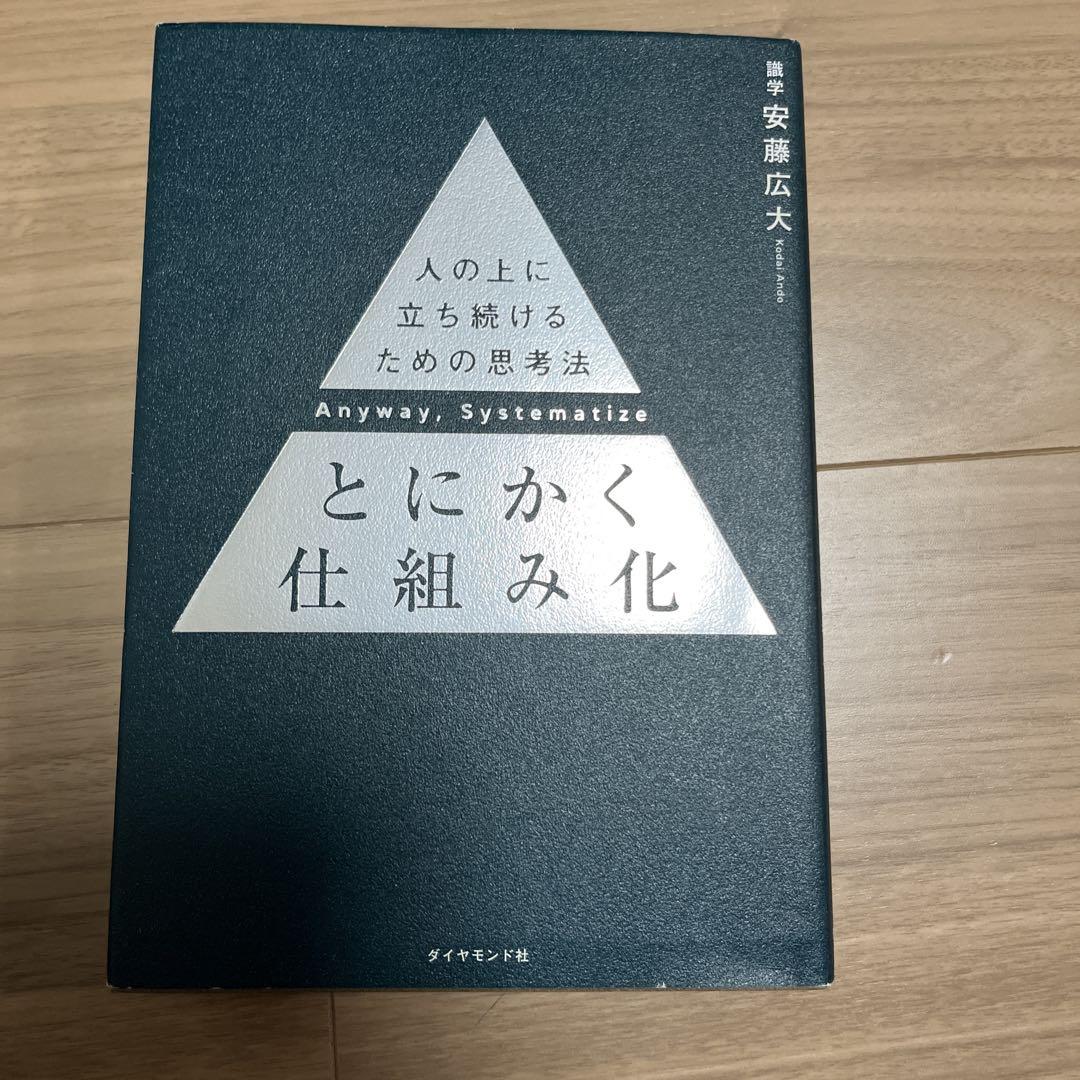 識学 安藤広大 Kodai Ando
人の上に
立ち続ける
ための思考法
Anyway, Systematize
とにかく
仕組み化
ダイヤモンド社